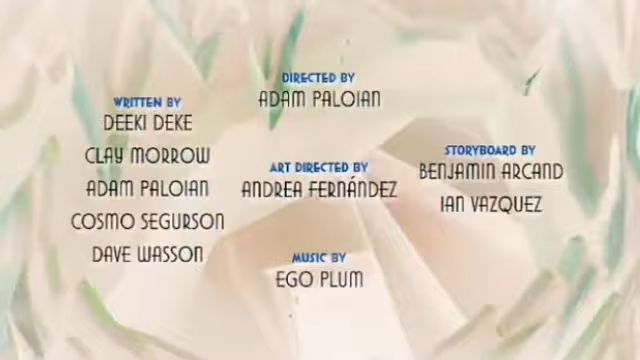 WRITTEN BY
DEEKI DEKE
CLAY MORROW
ADAM PALOIAN
COSMO SEGURSON
DAVE WASSON
DIRECTED BY
ADAM PALOIAN
ART DIRECTED BY
ANDREA FERNÁNDEZ
MUSIC BY
EGO PLUM
STORYBOARD BY
BENJAMIN ARCAND
IAN VAZQUEZ